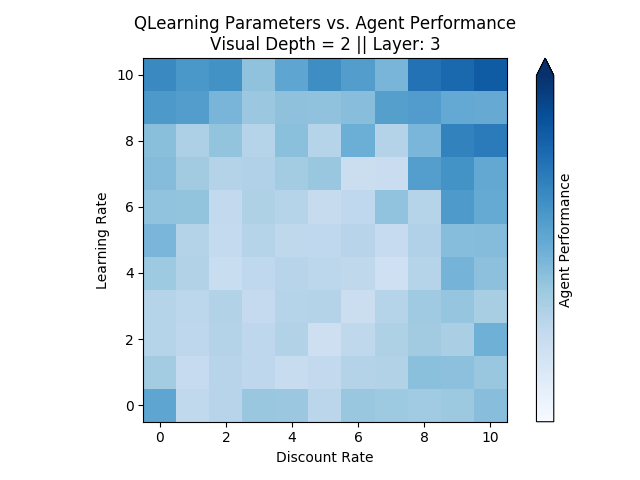 QLearning Parameters vs. Agent Performance
Visual Depth = 2 || Layer: 3
10
8
6
4
2
0
Learning Rate
0 2 4 6 8 10
Discount Rate
Agent Performance